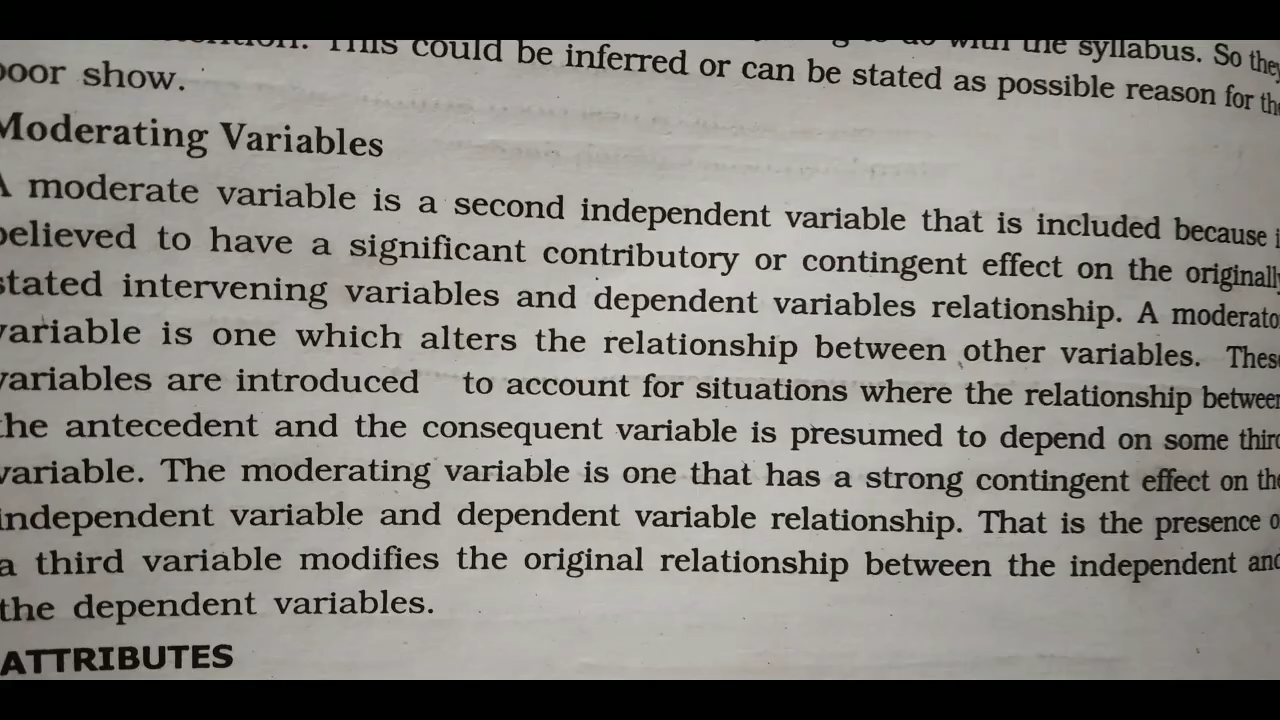 This could be inferred or can be stated as possible reason for the
with the syllabus. So they
poor show.
Moderating Variables
A moderate variable is a second independent variable that is included because i
believed to have a significant contributory or contingent effect on the originally
stated intervening variables and dependent variables relationship. A moderato
variable is one which alters the relationship between other variables. These
variables are introduced to account for situations where the relationship between
the antecedent and the consequent variable is presumed to depend on some third
variable. The moderating variable is one that has a strong contingent effect on the
independent variable and dependent variable relationship. That is the presence o
a third variable modifies the original relationship between the independent and
the dependent variables.
ATTRIBUTES